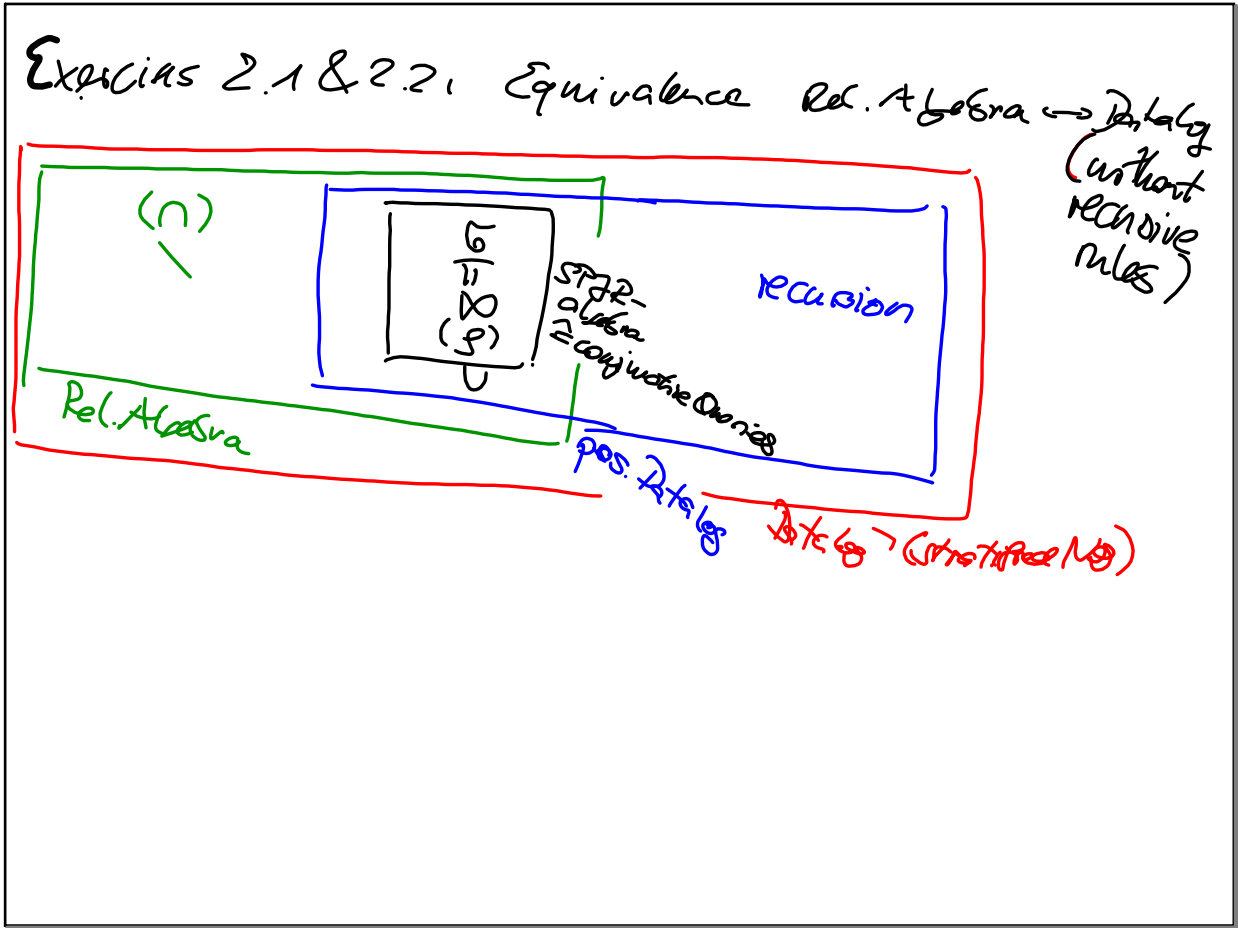 Exercises 2.1 & 2.2: Equivalence Rel. Algebra ↔ Datalog
(without
recursive
rules)
(∩)
\
σ
π
⋈
(ρ)
∪
SPJR-
algebra
≙ conjunctive Queries
recursion
Rel. Algebra
pos. Datalog
Datalog ¬ (stratified Neg)